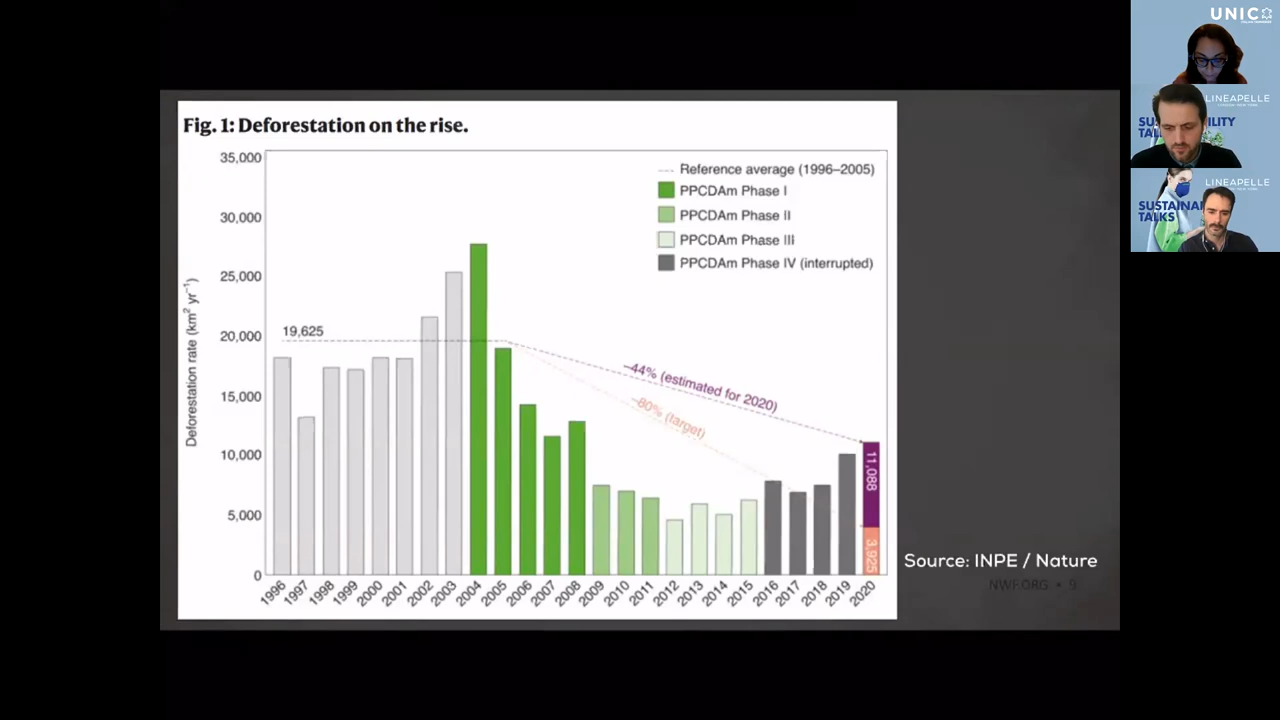 Fig. 1: Deforestation on the rise.
35,000
30,000
25,000
20,000
15,000
10,000
5,000
0
Deforestation rate (km² yr⁻¹)
19,625
Reference average (1996–2005)
PPCDAm Phase I
PPCDAm Phase II
PPCDAm Phase III
PPCDAm Phase IV (interrupted)
–44% (estimated for 2020)
–80% (target)
11,088
3,925
1996
1997
1998
1999
2000
2001
2002
2003
2004
2005
2006
2007
2008
2009
2010
2011
2012
2013
2014
2015
2016
2017
2018
2019
2020
Source: INPE / Nature
NWF.ORG • 9
UNIC
LINEAPELLE
LINEAPELLE
SUSTAINA
TALKS